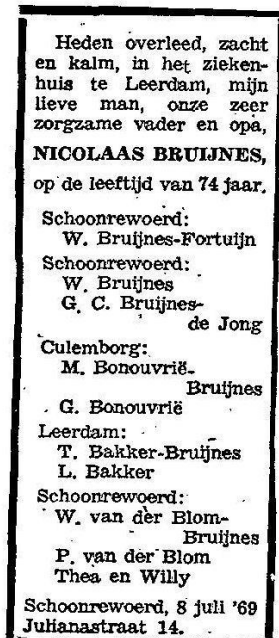 Heden overleed, zacht
en kalm, in het zieken-
huis te Leerdam, mijn
lieve man, onze zeer
zorgzame vader en opa,
NICOLAAS BRUIJNES,
op de leeftijd van 74 jaar.
Schoonrewoerd:
W. Bruijnes-Fortuijn
Schoonrewoerd:
W. Bruijnes
G. C. Bruijnes-
de Jong
Culemborg:
M. Bonouvrië-
Bruijnes
G. Bonouvrië
Leerdam:
T. Bakker-Bruijnes
L. Bakker
Schoonrewoerd:
W. van der Blom-
Bruijnes
P. van der Blom
Thea en Willy
Schoonrewoerd, 8 juli '69
Julianastraat 14.